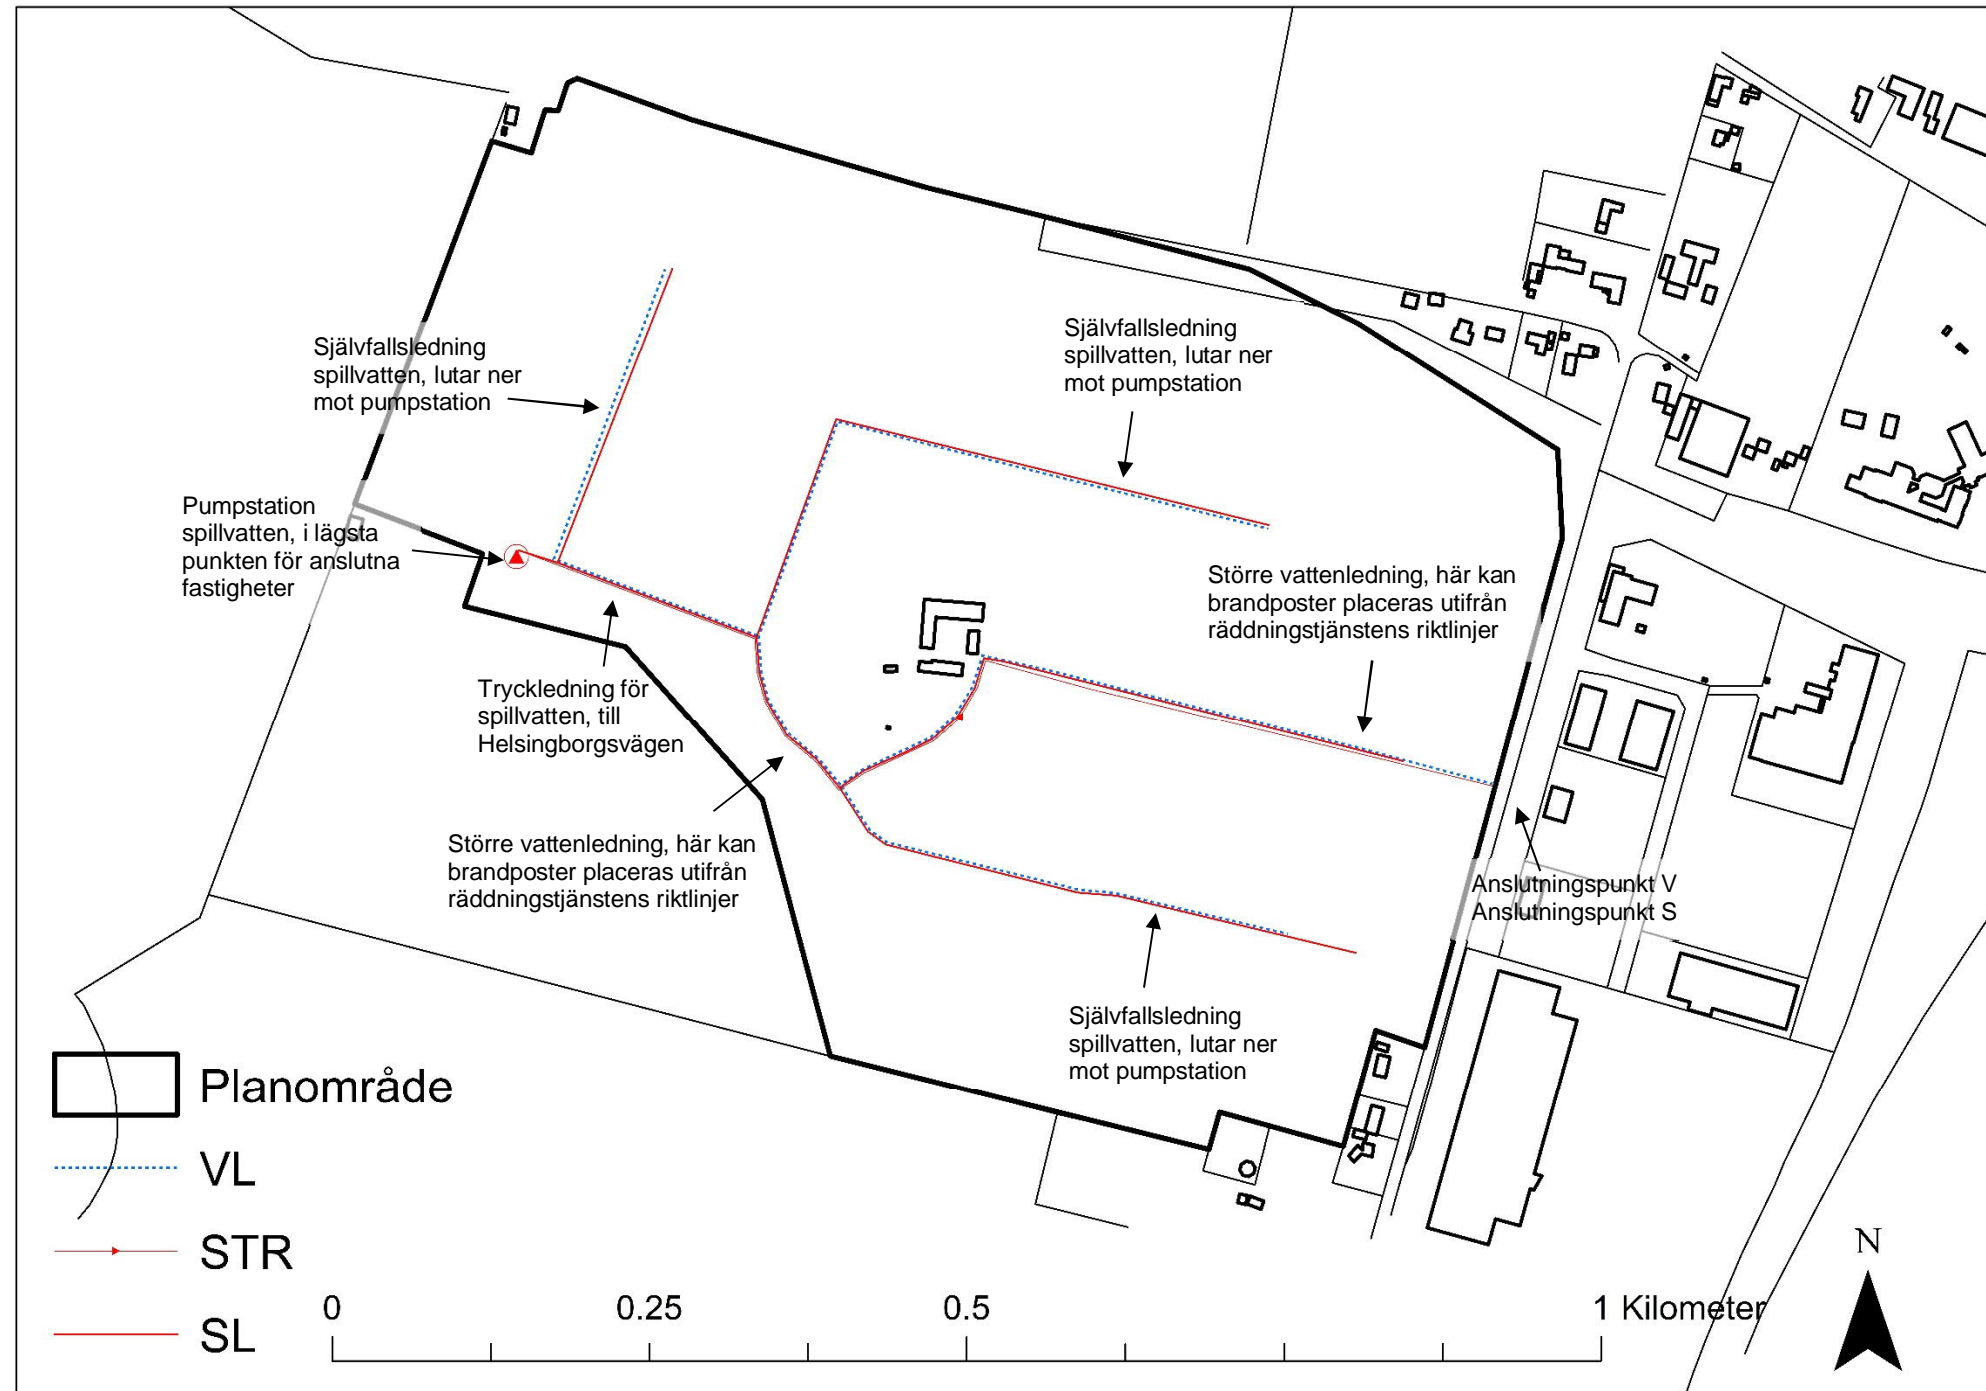 Självfallsledning
spillvatten, lutar ner
mot pumpstation
Självfallsledning
spillvatten, lutar ner
mot pumpstation
Pumpstation
spillvatten, i lägsta
punkten för anslutna
fastigheter
Större vattenledning, här kan
brandposter placeras utifrån
räddningstjänstens riktlinjer
Tryckledning för
spillvatten, till
Helsingborgsvägen
Större vattenledning, här kan
brandposter placeras utifrån
räddningstjänstens riktlinjer
Anslutningspunkt V
Anslutningspunkt S
Självfallsledning
spillvatten, lutar ner
mot pumpstation
Planområde
VL
STR
SL
0 0.25 0.5 1 Kilometer
N